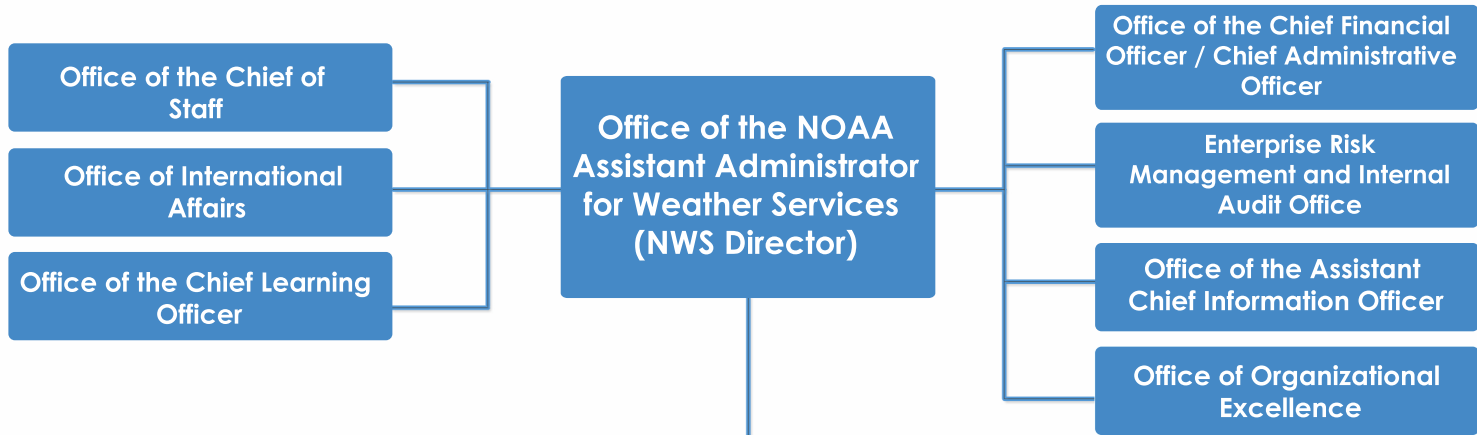 Office of the Chief of
Staff
Office of International
Affairs
Office of the Chief Learning
Officer
Office of the NOAA
Assistant Administrator
for Weather Services
(NWS Director)
Office of the Chief Financial
Officer / Chief Administrative
Officer
Enterprise Risk
Management and Internal
Audit Office
Office of the Assistant
Chief Information Officer
Office of Organizational
Excellence